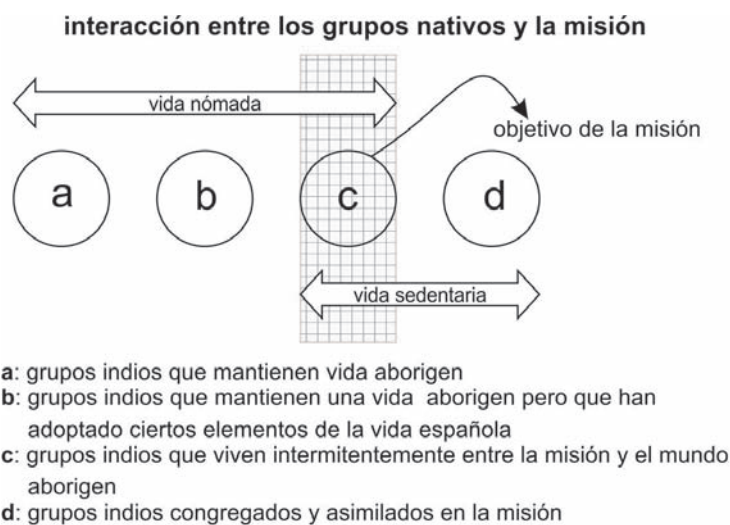 interacción entre los grupos nativos y la misión
vida nómada
objetivo de la misión
a
b
c
d
vida sedentaria
a: grupos indios que mantienen vida aborigen
b: grupos indios que mantienen una vida aborigen pero que han
adoptado ciertos elementos de la vida española
c: grupos indios que viven intermitentemente entre la misión y el mundo
aborigen
d: grupos indios congregados y asimilados en la misión